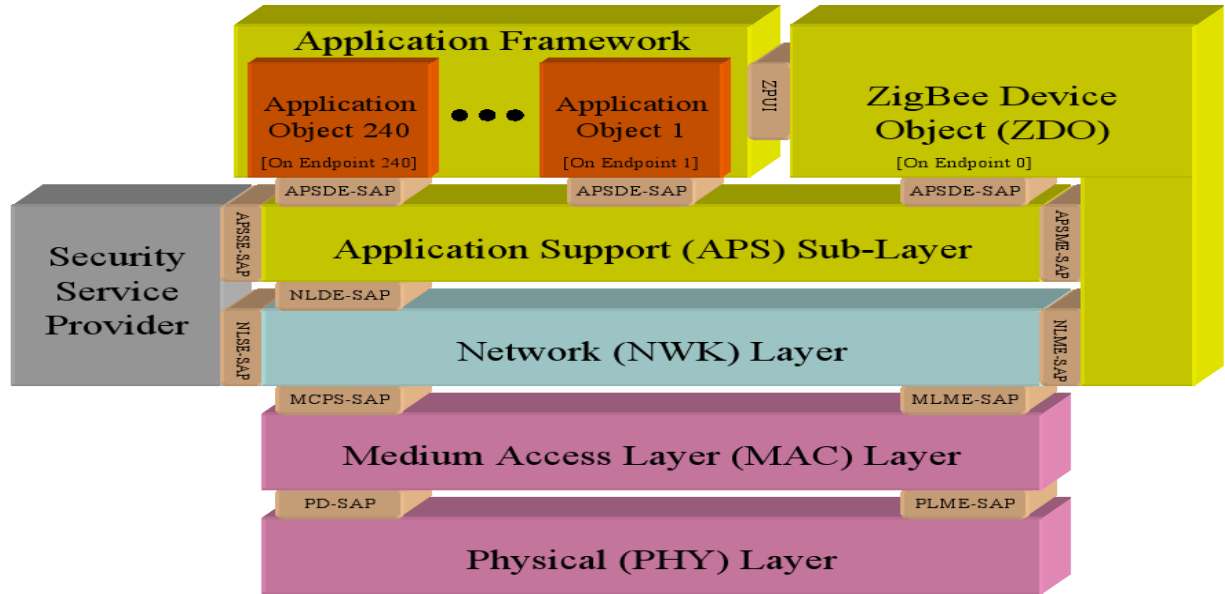 Application Framework
Application
Object 240
[On Endpoint 240]
Application
Object 1
[On Endpoint 1]
ZPUI
ZigBee Device
Object (ZDO)
[On Endpoint 0]
APSDE-SAP
APSDE-SAP
APSDE-SAP
Security
Service
Provider
APSSE-SAP
Application Support (APS) Sub-Layer
APSME-SAP
NLDE-SAP
NLSE-SAP
Network (NWK) Layer
NLME-SAP
MCPS-SAP
MLME-SAP
Medium Access Layer (MAC) Layer
PD-SAP
PLME-SAP
Physical (PHY) Layer